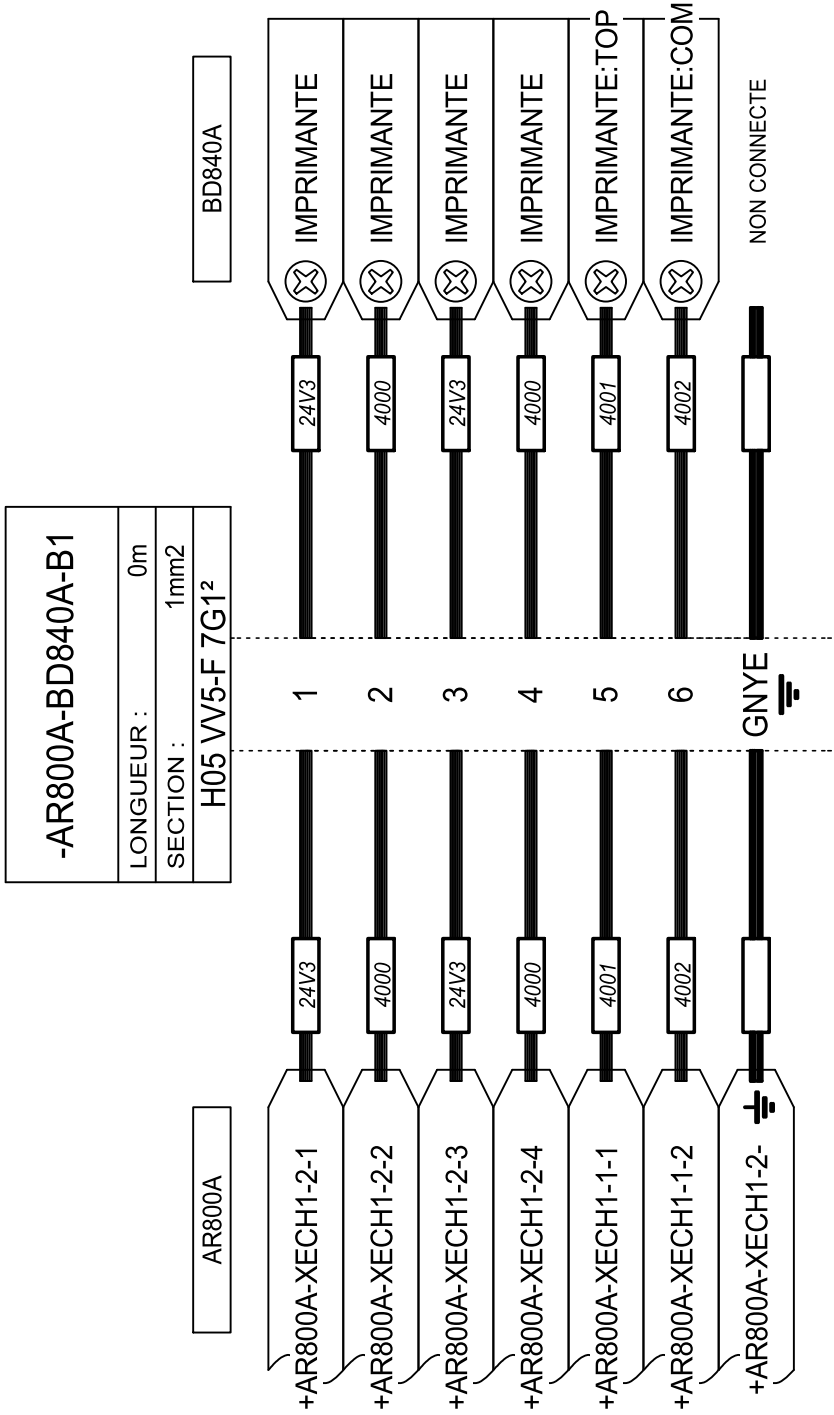 -AR800A-BD840A-B1
LONGUEUR : 0m
SECTION : 1mm2
H05 VV5-F 7G1²
AR800A
BD840A
+AR800A-XECH1-2-1 24V3 1 24V3 IMPRIMANTE
+AR800A-XECH1-2-2 4000 2 4000 IMPRIMANTE
+AR800A-XECH1-2-3 24V3 3 24V3 IMPRIMANTE
+AR800A-XECH1-2-4 4000 4 4000 IMPRIMANTE
+AR800A-XECH1-1-1 4001 5 4001 IMPRIMANTE:TOP
+AR800A-XECH1-1-2 4002 6 4002 IMPRIMANTE:COM
+AR800A-XECH1-2- GNYE NON CONNECTE